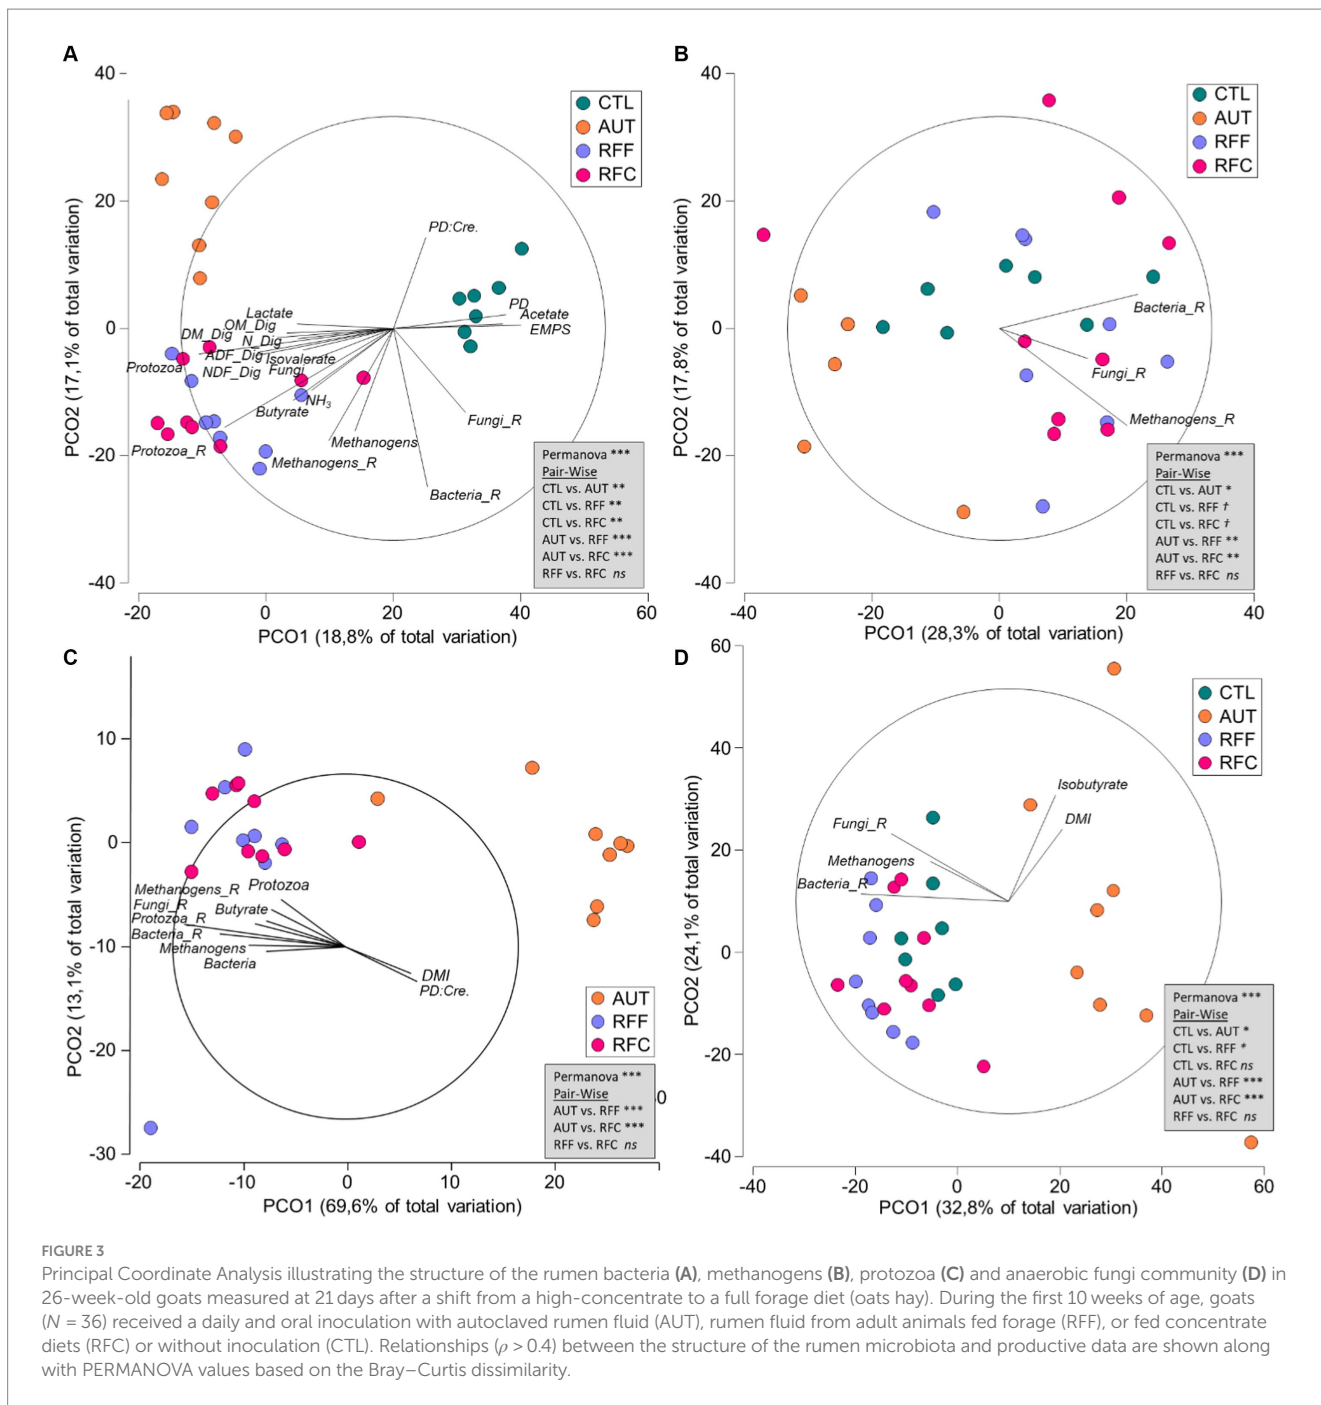 A
40
20
0
-20
-40
PCO2 (17,1% of total variation)
-20
0
20
40
60
PCO1 (18,8% of total variation)
CTL
AUT
RFF
RFC
PD:Cre.
PD
Acetate
EMPS
Lactate
OM_Dig
DM_Dig
N_Dig
ADF_Dig
Isovalerate
Protozoa
NDF_Dig
Fungi
NH3
Butyrate
Fungi_R
Methanogens
Protozoa_R
Methanogens_R
Bacteria_R
Permanova ***
Pair-Wise
CTL vs. AUT **
CTL vs. RFF **
CTL vs. RFC **
AUT vs. RFF ***
AUT vs. RFC ***
RFF vs. RFC ns
B
40
20
0
-20
-40
PCO2 (17,8% of total variation)
-40
-20
0
20
40
PCO1 (28,3% of total variation)
CTL
AUT
RFF
RFC
Bacteria_R
Fungi_R
Methanogens_R
Permanova ***
Pair-Wise
CTL vs. AUT *
CTL vs. RFF †
CTL vs. RFC †
AUT vs. RFF **
AUT vs. RFC **
RFF vs. RFC ns
C
10
0
-10
-20
-30
PCO2 (13,1% of total variation)
-20
-10
0
10
20
30
PCO1 (69,6% of total variation)
Methanogens_R
Protozoa
Fungi_R
Butyrate
Protozoa_R
Bacteria_R
Methanogens
Bacteria
DMI
PD:Cre.
AUT
RFF
RFC
Permanova ***
Pair-Wise
AUT vs. RFF ***
AUT vs. RFC ***
RFF vs. RFC ns
D
60
40
20
0
-20
-40
PCO2 (24,1% of total variation)
-20
0
20
40
60
PCO1 (32,8% of total variation)
CTL
AUT
RFF
RFC
Isobutyrate
DMI
Fungi_R
Methanogens
Bacteria_R
Permanova ***
Pair-Wise
CTL vs. AUT *
CTL vs. RFF *
CTL vs. RFC ns
AUT vs. RFF ***
AUT vs. RFC ***
RFF vs. RFC ns
FIGURE 3
Principal Coordinate Analysis illustrating the structure of the rumen bacteria (A), methanogens (B), protozoa (C) and anaerobic fungi community (D) in
26-week-old goats measured at 21 days after a shift from a high-concentrate to a full forage diet (oats hay). During the first 10 weeks of age, goats
(N = 36) received a daily and oral inoculation with autoclaved rumen fluid (AUT), rumen fluid from adult animals fed forage (RFF), or fed concentrate
diets (RFC) or without inoculation (CTL). Relationships (ρ > 0.4) between the structure of the rumen microbiota and productive data are shown along
with PERMANOVA values based on the Bray–Curtis dissimilarity.